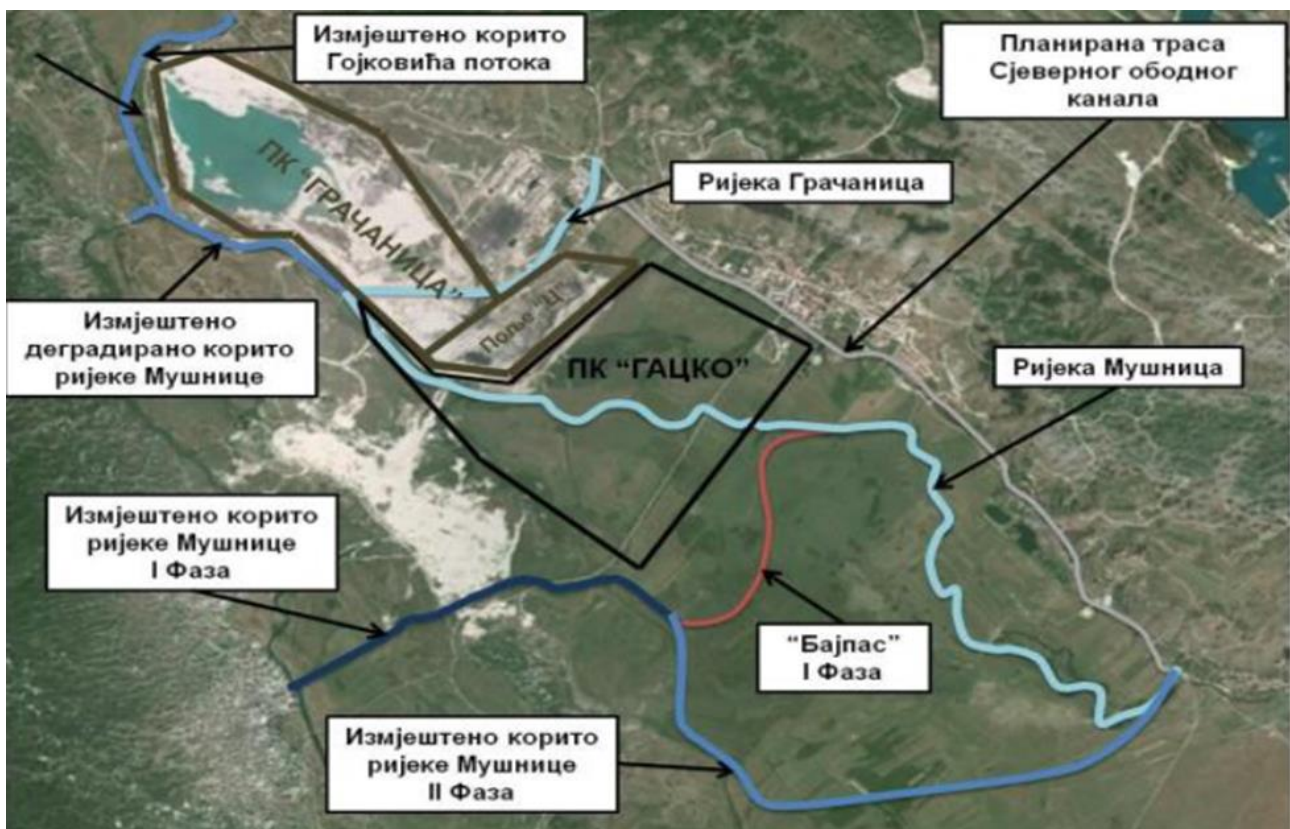 Измјештено корито
Гојковића потока
Планирана траса
Сјеверног ободног
канала
ПК “ГРАЧАНИЦА”
Ријека Грачаница
Поље “Ц”
Измјештено
деградирано корито
ријеке Мушнице
ПК “ГАЦКО”
Ријека Мушница
Измјештено корито
ријеке Мушнице
I Фаза
“Бајпас”
I Фаза
Измјештено корито
ријеке Мушнице
II Фаза